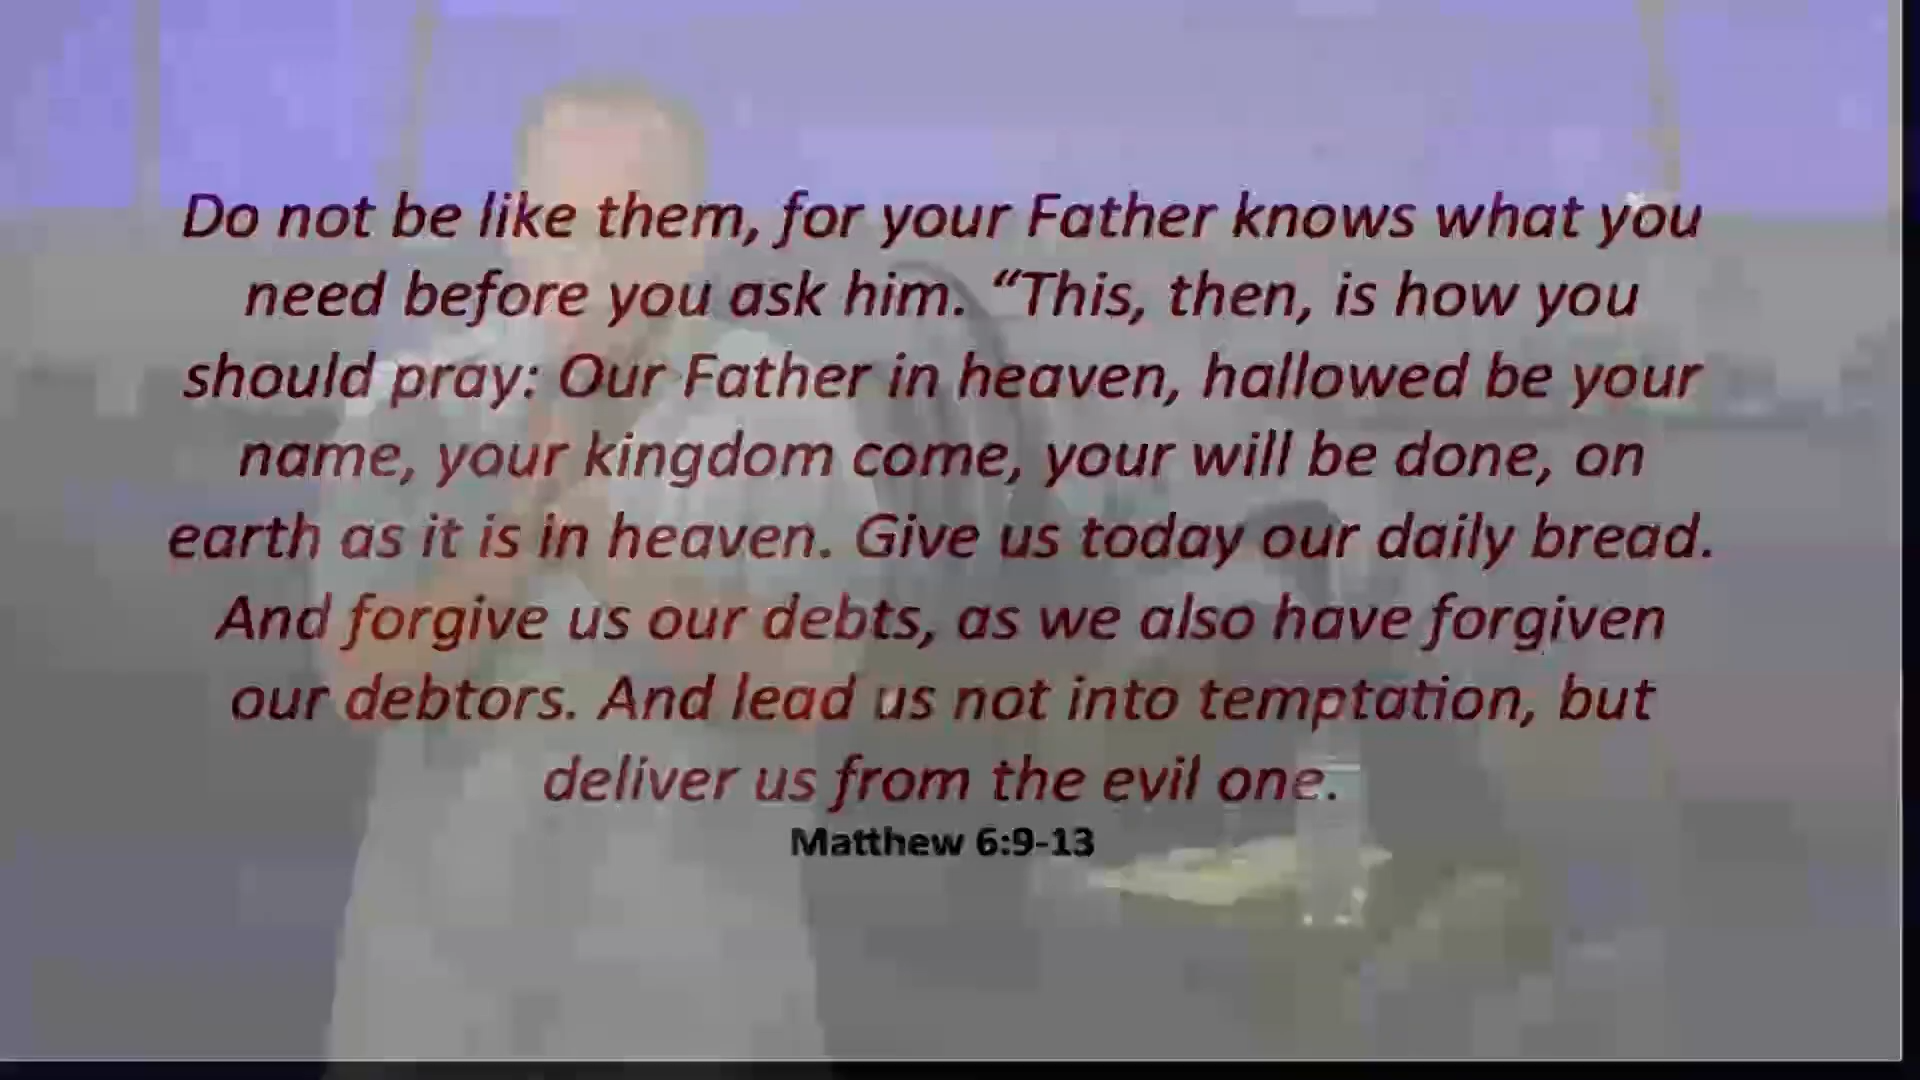 Do not be like them, for your Father knows what you
need before you ask him. “This, then, is how you
should pray: Our Father in heaven, hallowed be your
name, your kingdom come, your will be done, on
earth as it is in heaven. Give us today our daily bread.
And forgive us our debts, as we also have forgiven
our debtors. And lead us not into temptation, but
deliver us from the evil one.
Matthew 6:9-13